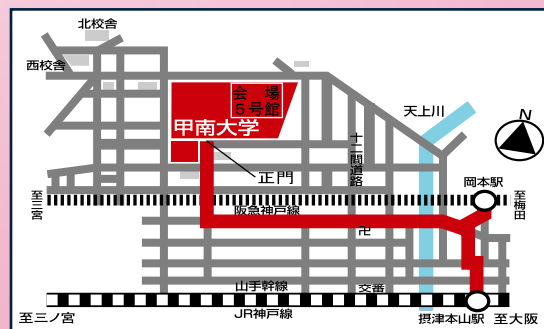 北校舎
西校舎
会場
5号館
甲南大学
正門
十二間道路
天上川
N
岡本駅
至三宮
至梅田
阪急神戸線
卍
山手幹線
交番
至三ノ宮
JR神戸線
摂津本山駅
至大阪